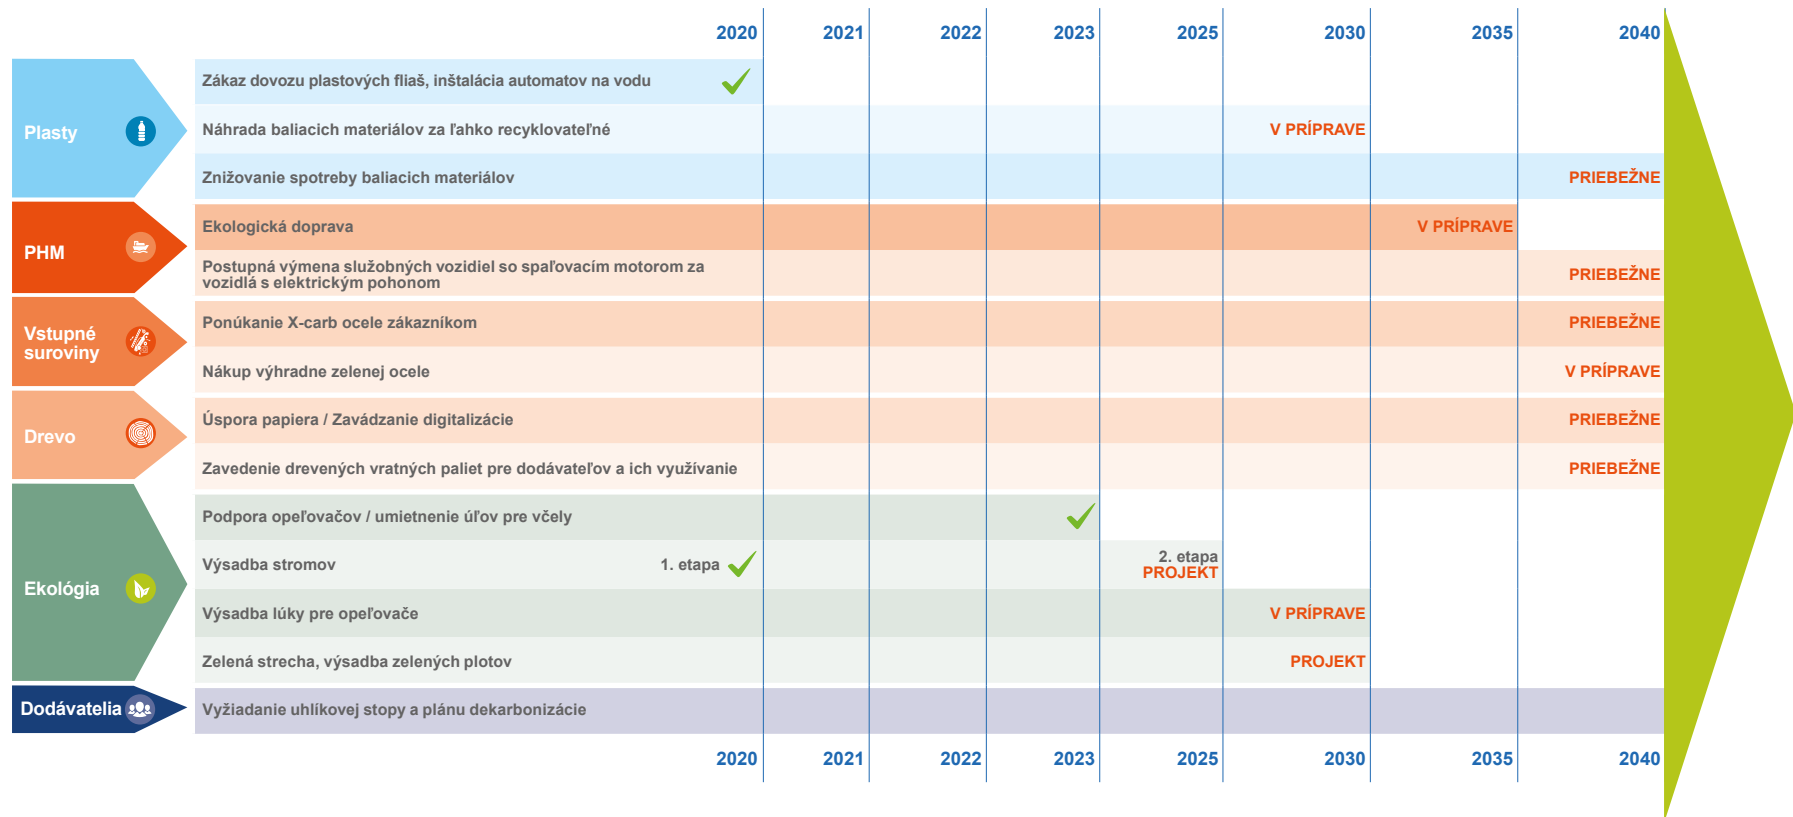 2020 2021 2022 2023 2025 2030 2035 2040
Plasty
Zákaz dovozu plastových fliaš, inštalácia automatov na vodu
Náhrada baliacich materiálov za ľahko recyklovateľné V PRÍPRAVE
Znižovanie spotreby baliacich materiálov PRIEBEŽNE
PHM
Ekologická doprava V PRÍPRAVE
Postupná výmena služobných vozidiel so spaľovacím motorom za
vozidlá s elektrickým pohonom PRIEBEŽNE
Vstupné
suroviny
Ponúkanie X-carb ocele zákazníkom PRIEBEŽNE
Nákup výhradne zelenej ocele V PRÍPRAVE
Drevo
Úspora papiera / Zavádzanie digitalizácie PRIEBEŽNE
Zavedenie drevených vratných paliet pre dodávateľov a ich využívanie PRIEBEŽNE
Ekológia
Podpora opeľovačov / umietnenie úľov pre včely
Výsadba stromov 1. etapa 2. etapa
PROJEKT
Výsadba lúky pre opeľovače V PRÍPRAVE
Zelená strecha, výsadba zelených plotov PROJEKT
Dodávatelia
Vyžiadanie uhlíkovej stopy a plánu dekarbonizácie
2020 2021 2022 2023 2025 2030 2035 2040